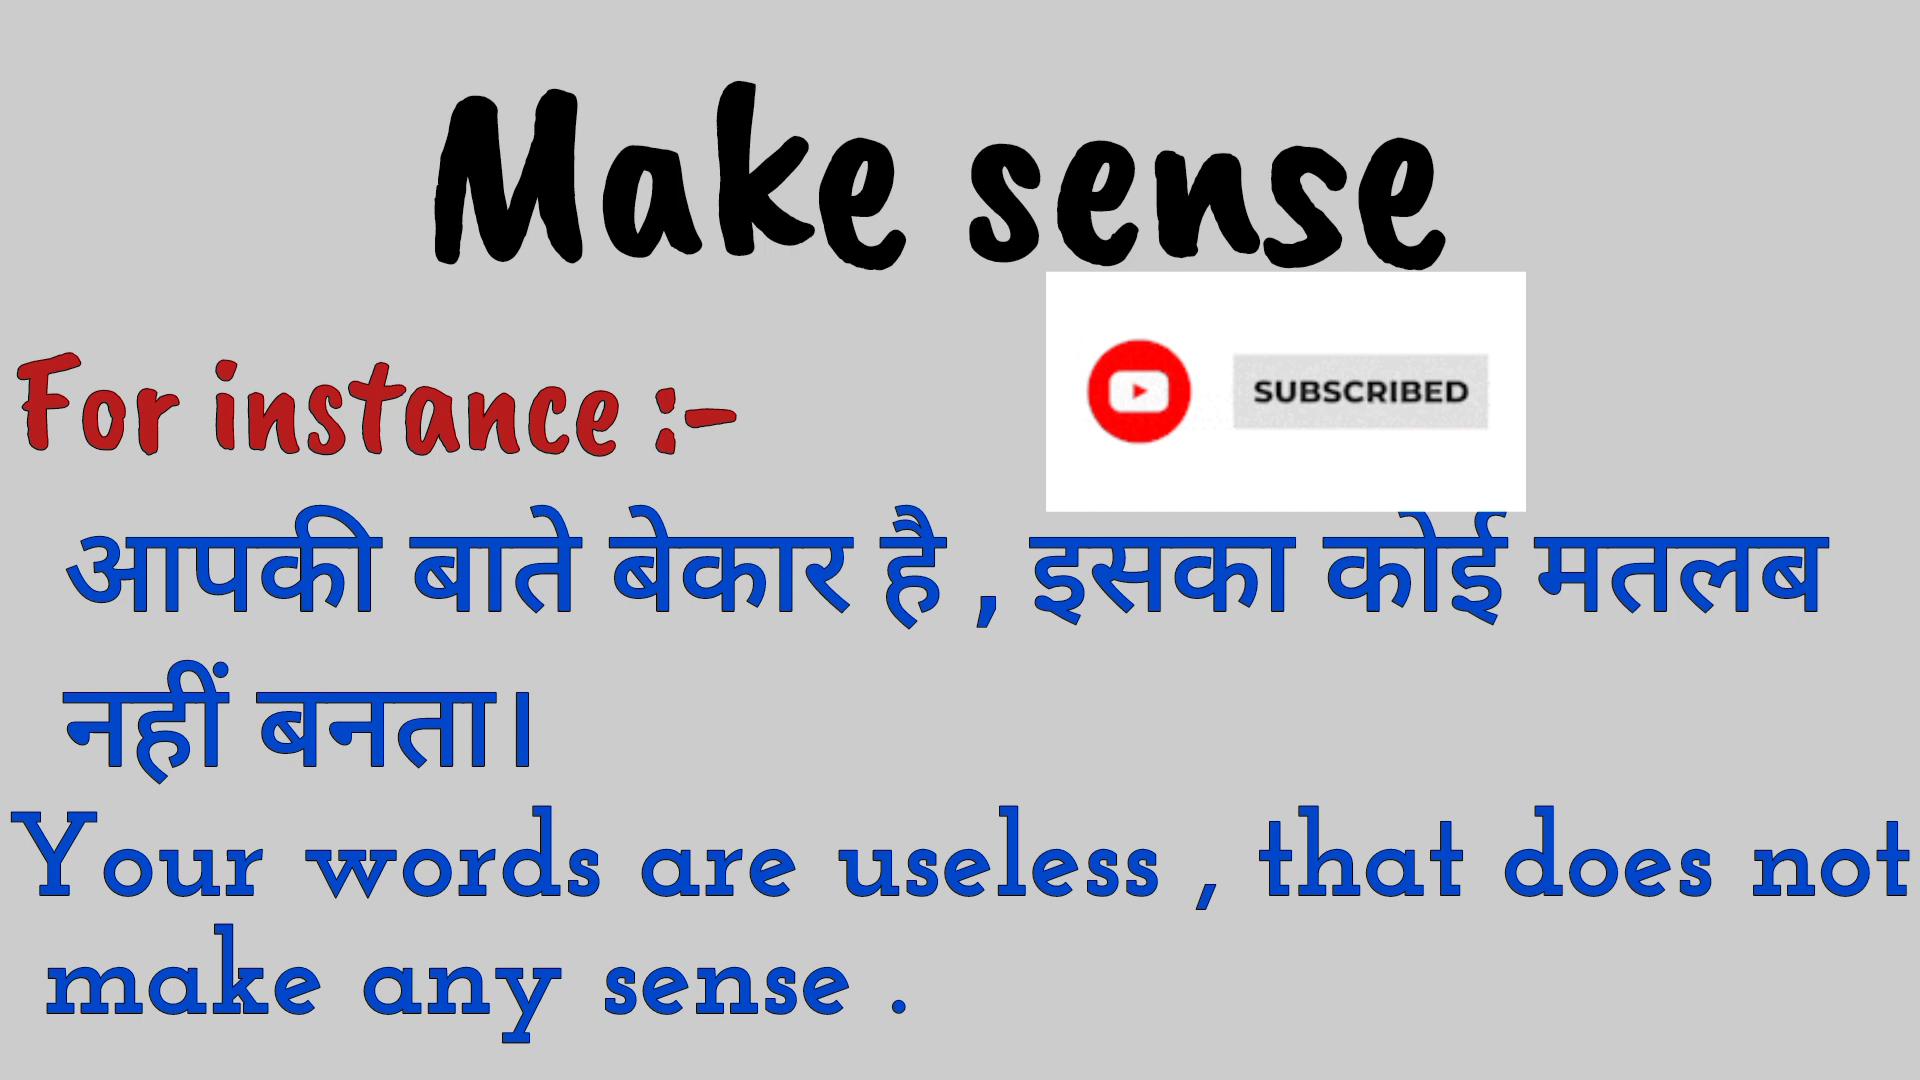 Make sense
SUBSCRIBED
For instance :-
आपकी बाते बेकार है , इसका कोई मतलब
नहीं बनता।
Your words are useless , that does not
make any sense .